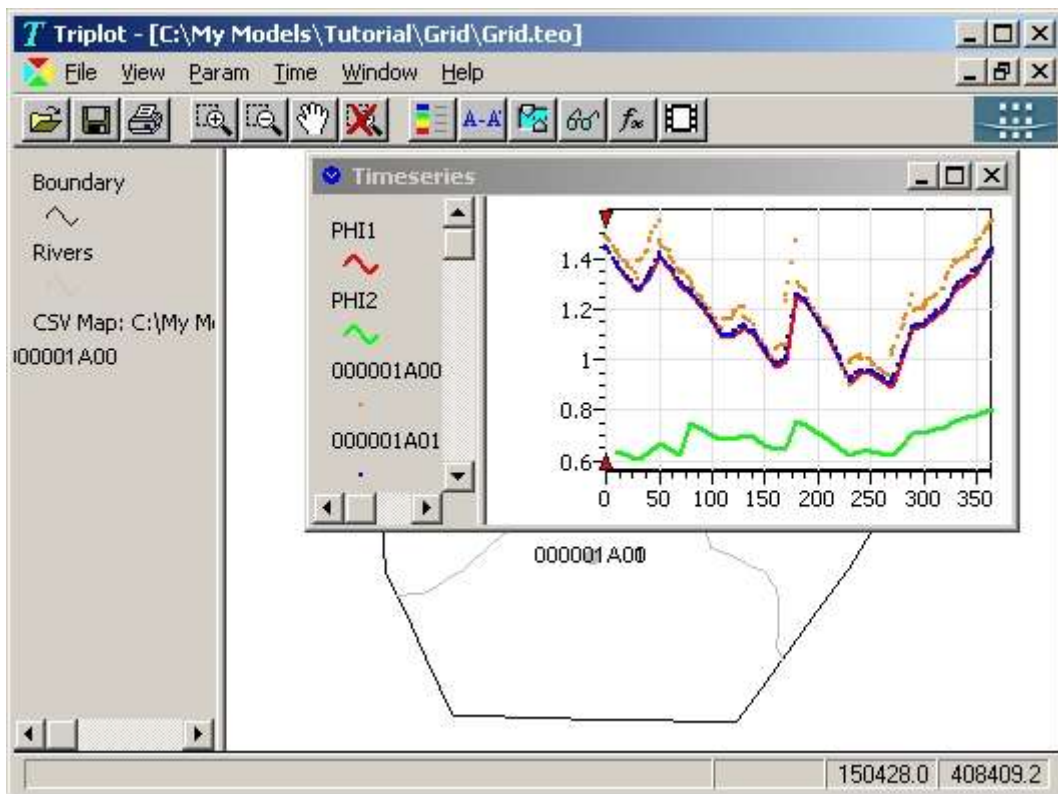 T Triplot - [C:\My Models\Tutorial\Grid\Grid.teo]
File View Param Time Window Help
A-A'
Boundary
Rivers
CSV Map: C:\My M
000001A00
Timeseries
PHI1
PHI2
000001A00
000001A01
1.4
1.2
1
0.8
0.6
0 50 100 150 200 250 300 350
150428.0 408409.2